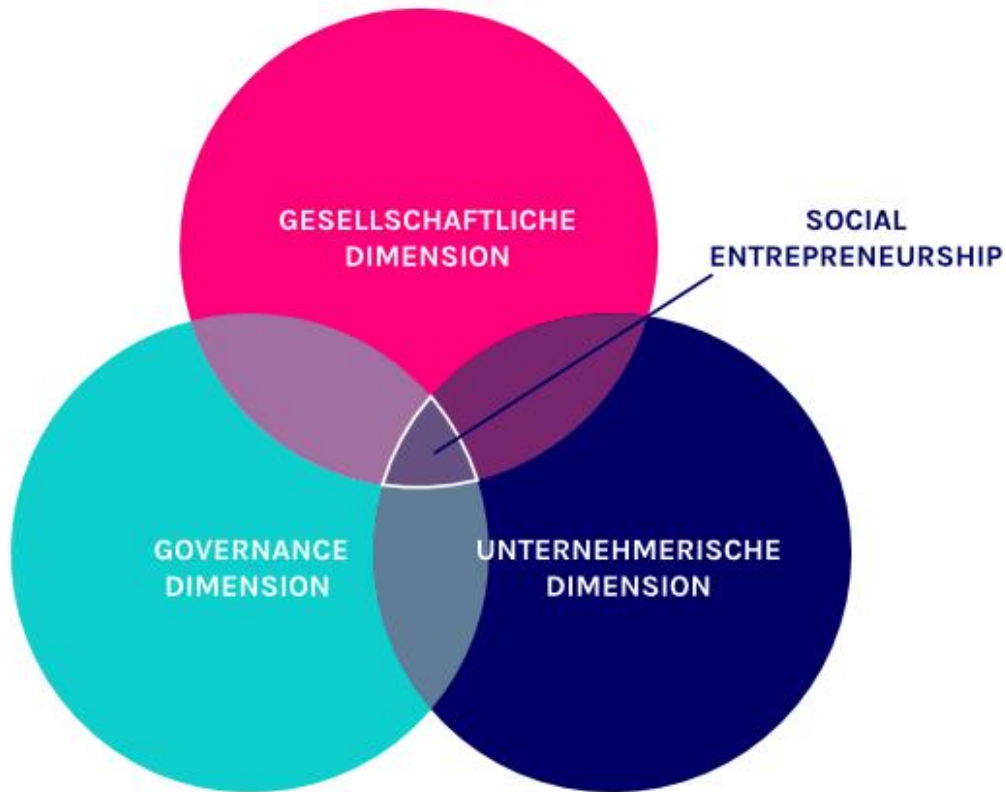 GESELLSCHAFTLICHE
DIMENSION
SOCIAL
ENTREPRENEURSHIP
GOVERNANCE
DIMENSION
UNTERNEHMERISCHE
DIMENSION